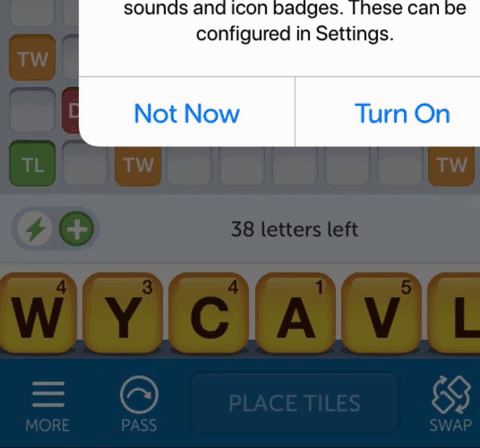 sounds and icon badges. These can be
configured in Settings.
TW
D
Not Now Turn On
TL TW TW
38 letters left
W 4 Y 3 C 4 A 1 V 5 L
MORE PASS PLACE TILES SWAP